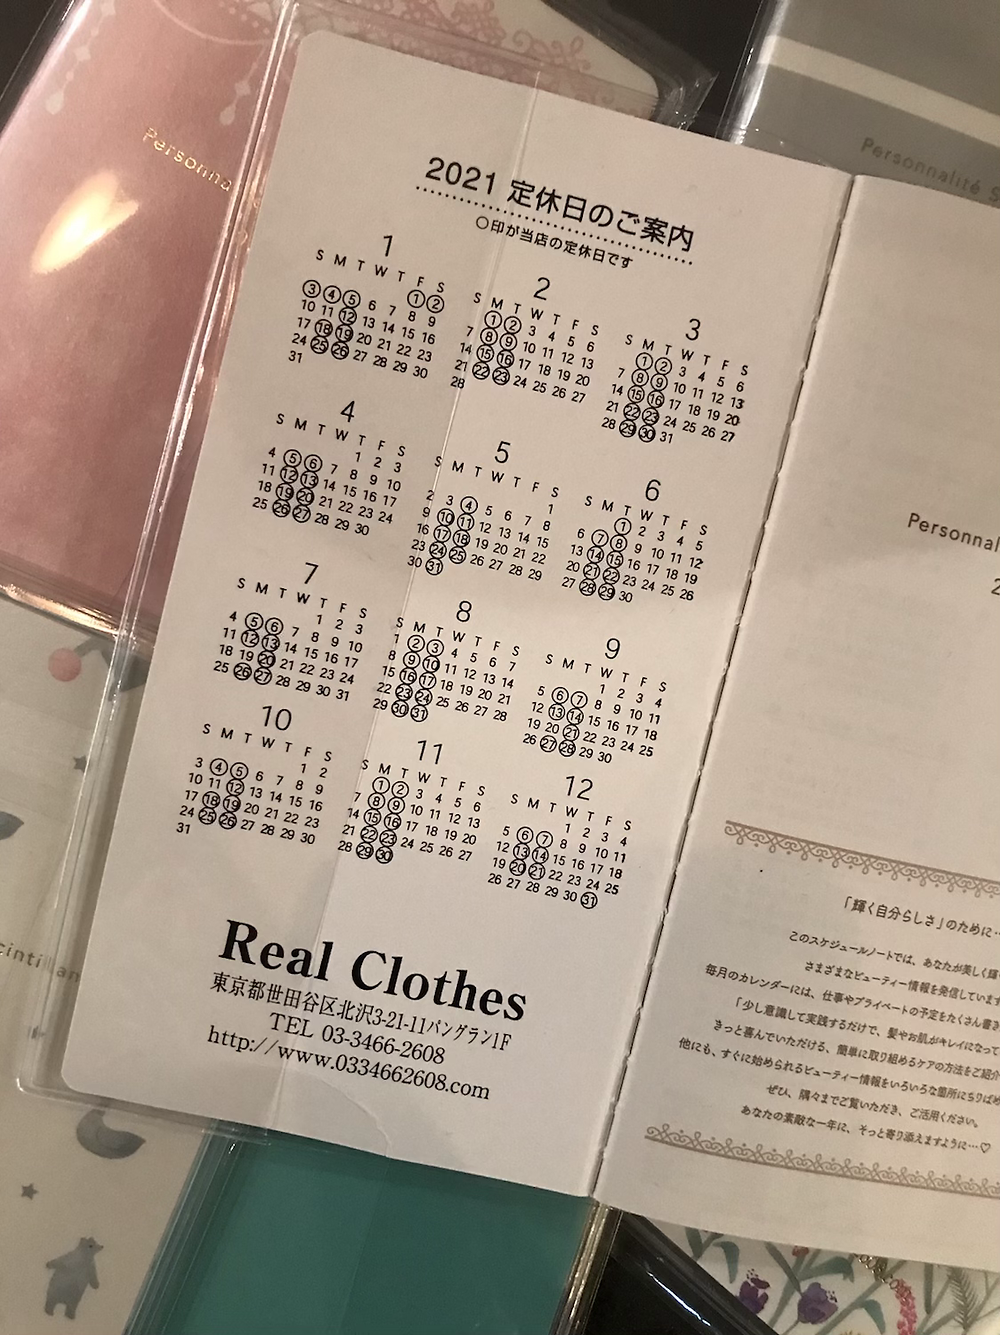 Personna
Personnalité S
2021 定休日のご案内
○印が当店の定休日です
1
S M T W T F S
① ②
③ ④ ⑤ 6 7 8 9
10 11 ⑫ 13 14 15 16
17 ⑱ ⑲ 20 21 22 23
24 ㉕ ㉖ 27 28 29 30
31
2
S M T W T F S
① ② 3 4 5 6
7 ⑧ ⑨ 10 11 12 13
14 ⑮ ⑯ 17 18 19 20
21 ㉒ ㉓ 24 25 26 27
28
3
S M T W T F S
① ② 3 4 5 6
7 ⑧ ⑨ 10 11 12 13
14 ⑮ ⑯ 17 18 19 20
21 ㉒ ㉓ 24 25 26 27
28 ㉙ ㉚ 31
4
S M T W T F S
1 2 3
4 ⑤ ⑥ 7 8 9 10
11 ⑫ ⑬ 14 15 16 17
18 ⑲ ⑳ 21 22 23 24
25 ㉖ ㉗ 28 29 30
5
S M T W T F S
1
2 3 ④ 5 6 7 8
9 ⑩ ⑪ 12 13 14 15
16 ⑰ ⑱ 19 20 21 22
23 ㉔ ㉕ 26 27 28 29
30 ㉛
6
S M T W T F S
① 2 3 4 5
6 ⑦ ⑧ 9 10 11 12
13 ⑭ ⑮ 16 17 18 19
20 ㉑ ㉒ 23 24 25 26
27 ㉘ ㉙ 30
7
S M T W T F S
1 2 3
4 ⑤ ⑥ 7 8 9 10
11 ⑫ ⑬ 14 15 16 17
18 19 ⑳ 21 22 23 24
25 ㉖ ㉗ 28 29 30 31
8
S M T W T F S
1 ② ③ 4 5 6 7
8 ⑨ ⑩ 11 12 13 14
15 ⑯ ⑰ 18 19 20 21
22 ㉓ ㉔ 25 26 27 28
29 ㉚ ㉛
9
S M T W T F S
1 2 3 4
5 ⑥ ⑦ 8 9 10 11
12 ⑬ ⑭ 15 16 17 18
19 20 ㉑ 22 23 24 25
26 ㉗ ㉘ 29 30
10
S M T W T F S
1 2
3 ④ ⑤ 6 7 8 9
10 11 ⑫ 13 14 15 16
17 ⑱ ⑲ 20 21 22 23
24 ㉕ ㉖ 27 28 29 30
31
11
S M T W T F S
① ② 3 4 5 6
7 ⑧ ⑨ 10 11 12 13
14 ⑮ ⑯ 17 18 19 20
21 ㉒ ㉓ 24 25 26 27
28 ㉙ ㉚
12
S M T W T F S
1 2 3 4
5 ⑥ ⑦ 8 9 10 11
12 ⑬ ⑭ 15 16 17 18
19 ⑳ ㉑ 22 23 24 25
26 27 28 29 30 ㉛
Real Clothes
東京都世田谷区北沢3-21-11パングラン1F
TEL 03-3466-2608
http://www.0334662608.com
Personnal
2
「輝く自分らしさ」のために…
このスケジュールノートでは、あなたが美しく輝
さまざまなビューティー情報を発信しています
毎月のカレンダーには、仕事やプライベートの予定をたくさん書き
「少し意識して実践するだけで、髪やお肌がキレイになって
きっと喜んでいただける、簡単に取り組めるケアの方法をご紹介
他にも、すぐに始められるビューティー情報をいろいろな箇所にちりばめ
ぜひ、隅々までご覧いただき、ご活用ください。
あなたの素敵な一年に、そっと寄り添えますように…♡
cintillan